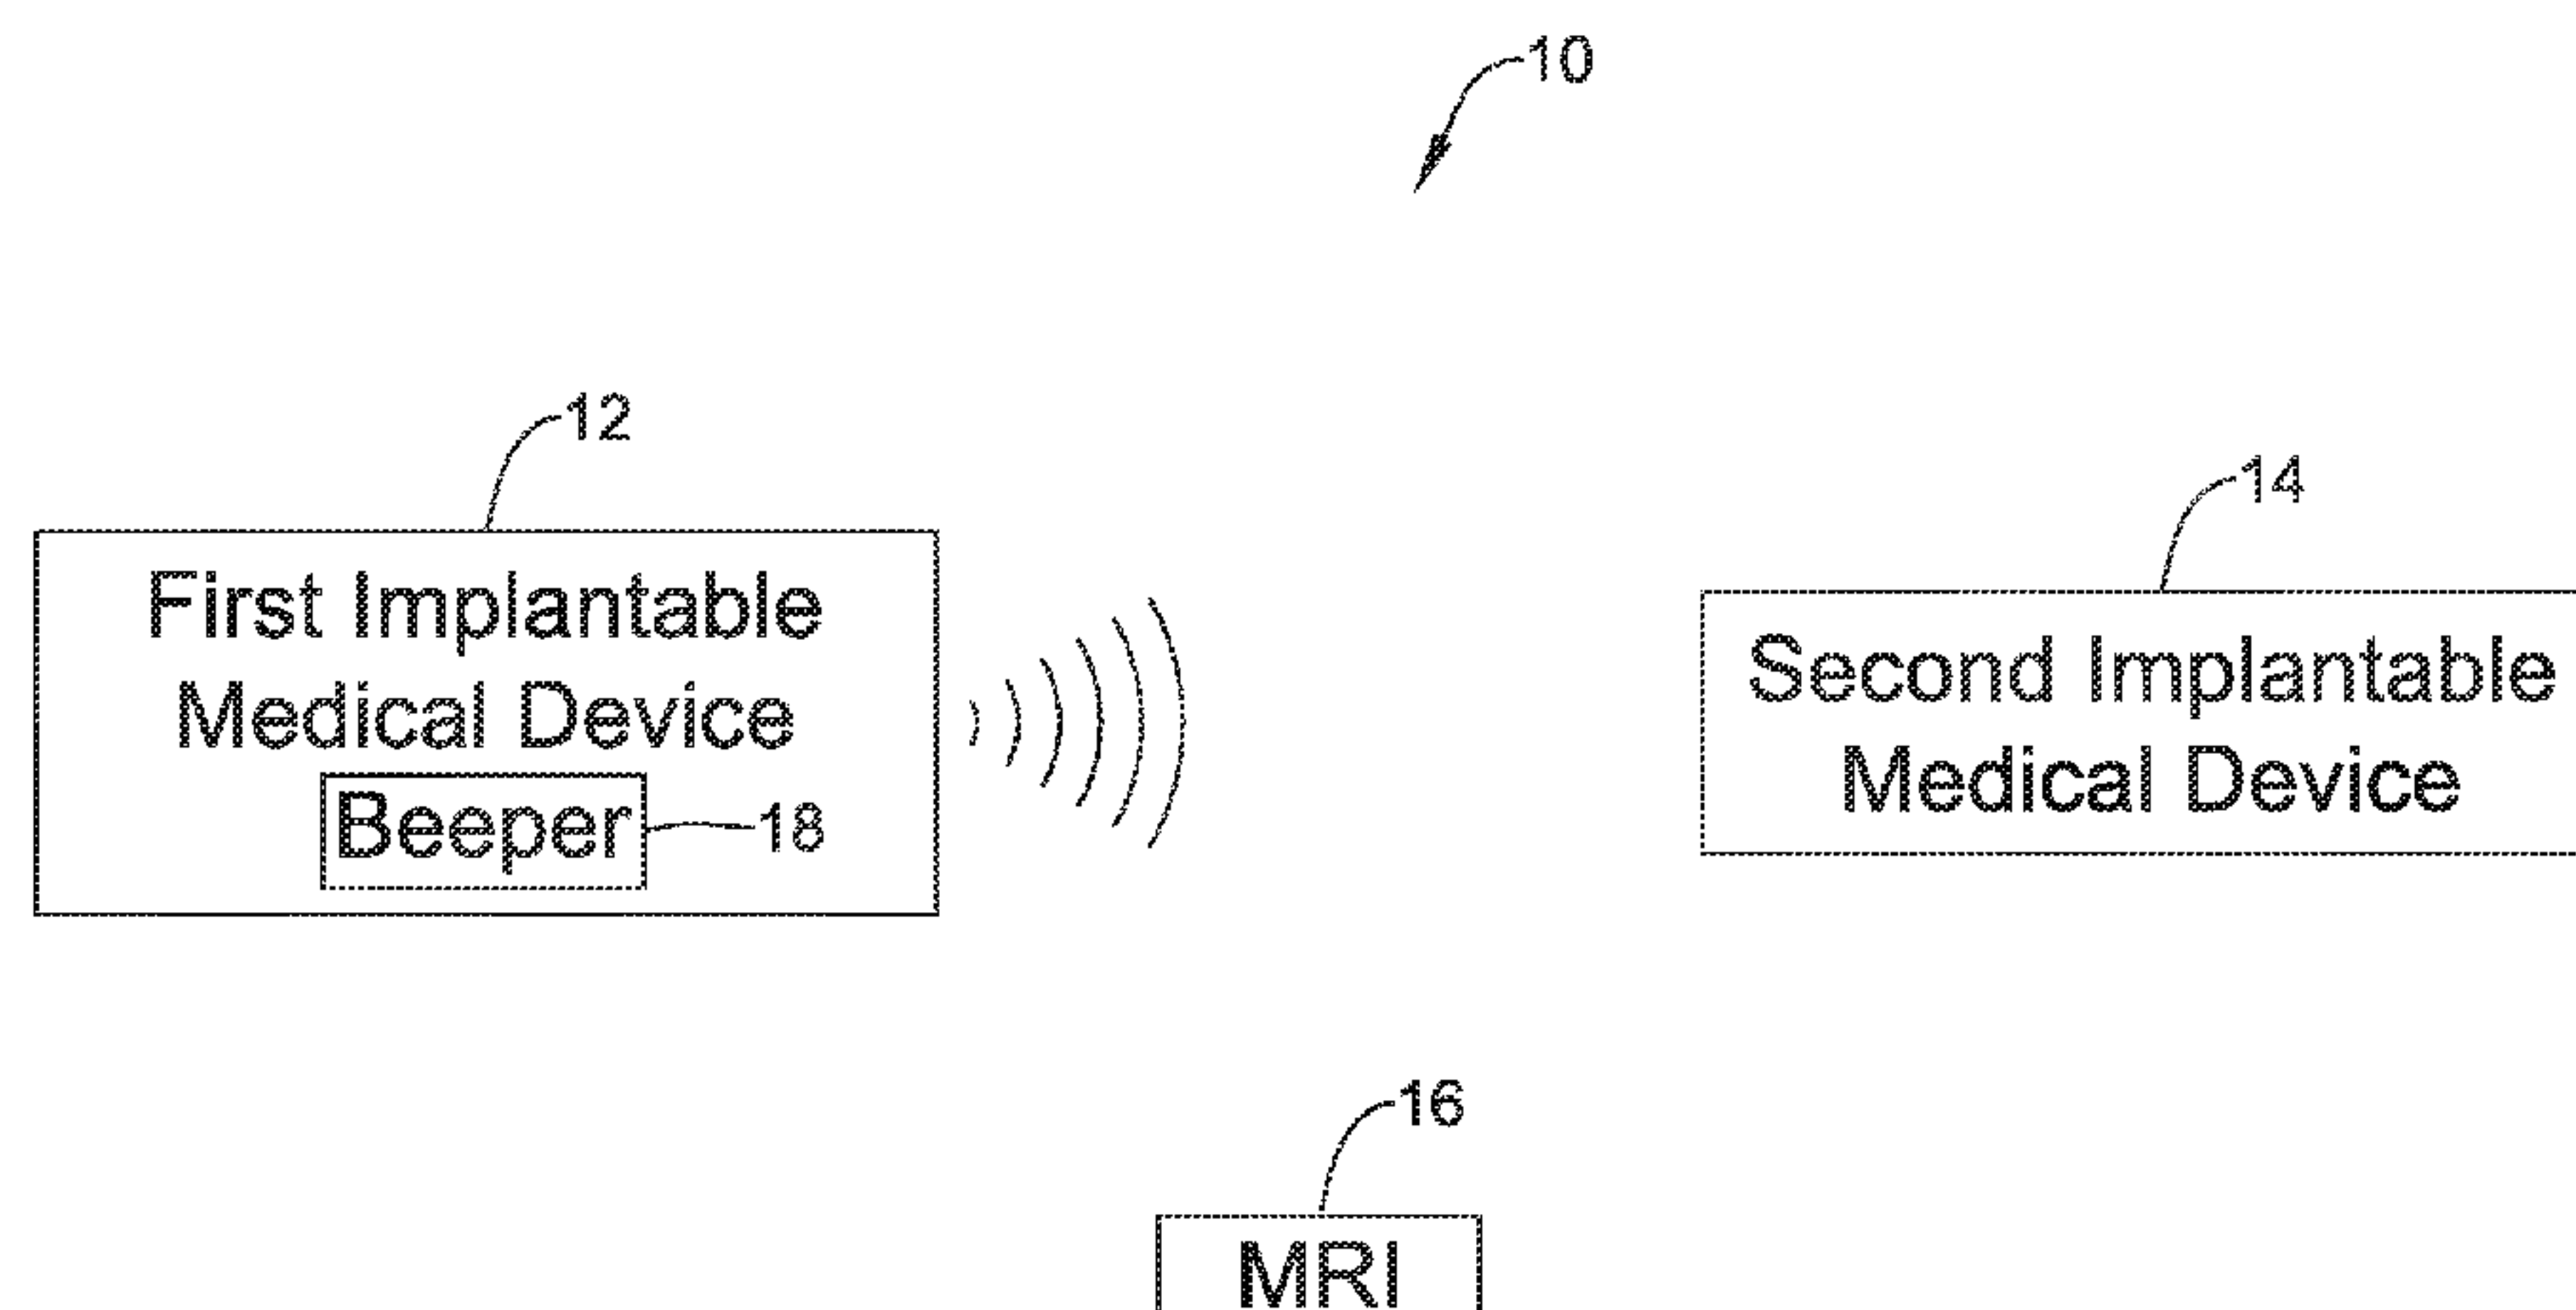 10
12
First Implantable
Medical Device
Beeper
18
14
Second Implantable
Medical Device
16
MRI